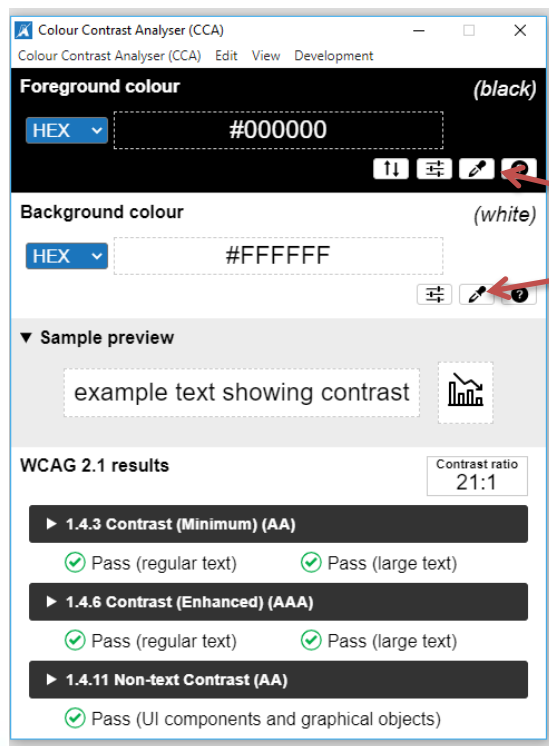 Colour Contrast Analyser (CCA)
Colour Contrast Analyser (CCA) Edit View Development
Foreground colour (black)
HEX #000000
Background colour (white)
HEX #FFFFFF
?
▼ Sample preview
example text showing contrast
WCAG 2.1 results
Contrast ratio
21:1
▶ 1.4.3 Contrast (Minimum) (AA)
Pass (regular text) Pass (large text)
▶ 1.4.6 Contrast (Enhanced) (AAA)
Pass (regular text) Pass (large text)
▶ 1.4.11 Non-text Contrast (AA)
Pass (UI components and graphical objects)